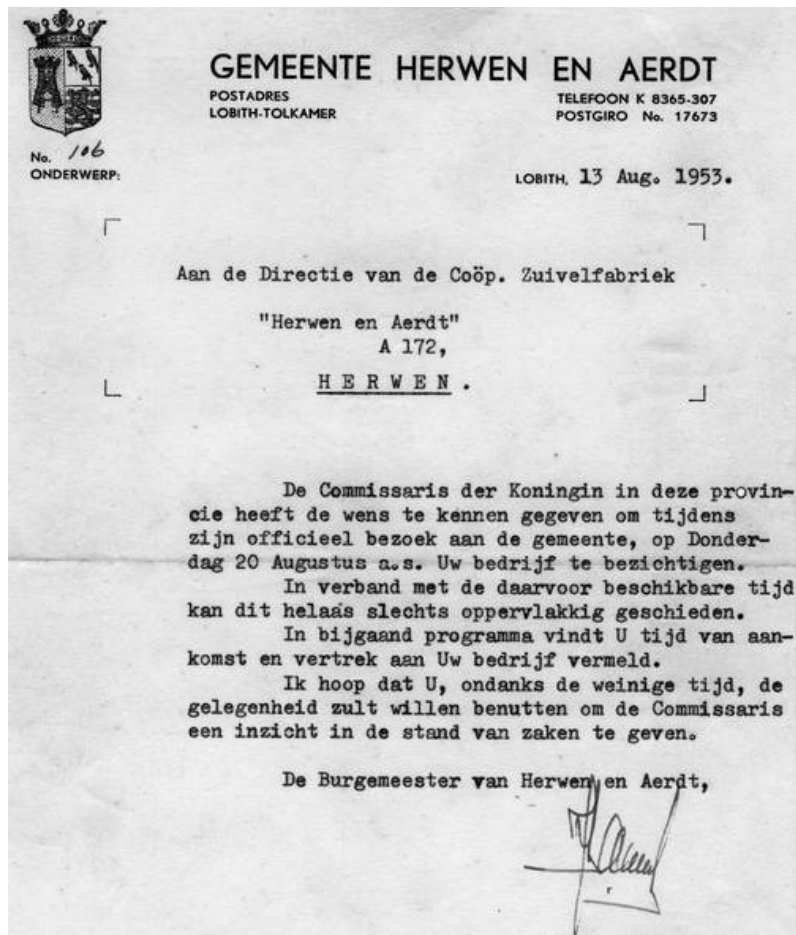 GEMEENTE HERWEN EN AERDT
POSTADRES
LOBITH-TOLKAMER
TELEFOON K 8365-307
POSTGIRO No. 17673
No. 106
ONDERWERP:
LOBITH, 13 Aug. 1953.
Aan de Directie van de Coöp. Zuivelfabriek
"Herwen en Aerdt"
A 172,
HERWEN.
De Commissaris der Koningin in deze provin-
cie heeft de wens te kennen gegeven om tijdens
zijn officieel bezoek aan de gemeente, op Donder-
dag 20 Augustus a.s. Uw bedrijf te bezichtigen.
In verband met de daarvoor beschikbare tijd
kan dit helaas slechts oppervlakkig geschieden.
In bijgaand programma vindt U tijd van aan-
komst en vertrek aan Uw bedrijf vermeld.
Ik hoop dat U, ondanks de weinige tijd, de
gelegenheid zult willen benutten om de Commissaris
een inzicht in de stand van zaken te geven.
De Burgemeester van Herwen en Aerdt,